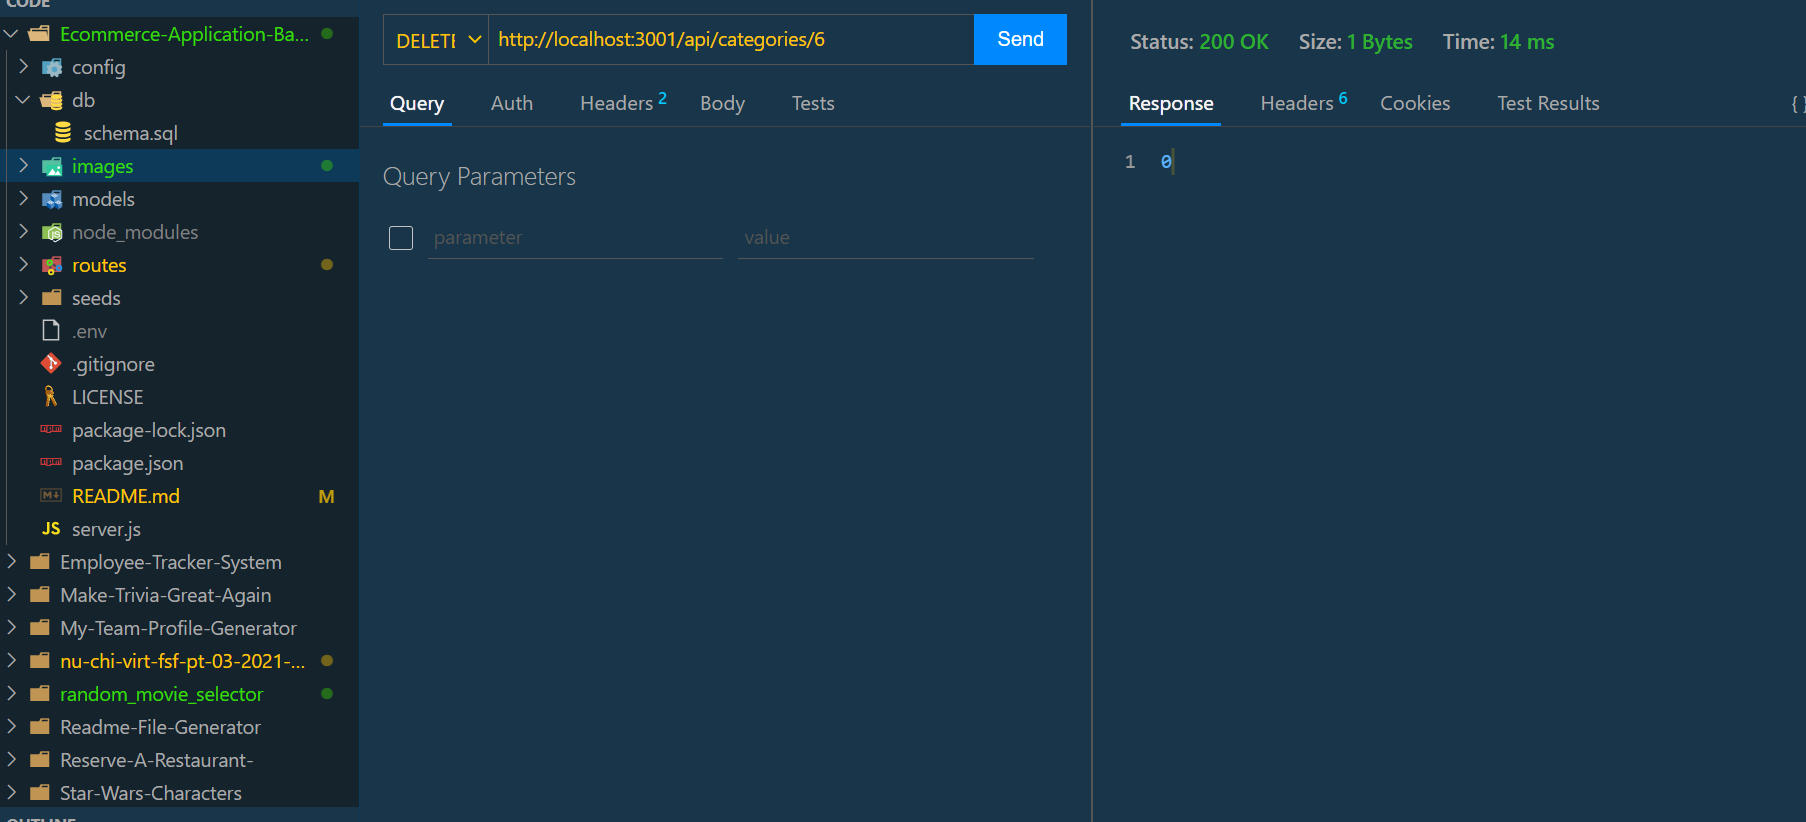 CODE
Ecommerce-Application-Ba...
config
db
schema.sql
images
models
node_modules
routes
seeds
.env
.gitignore
LICENSE
package-lock.json
package.json
README.md M
JS server.js
Employee-Tracker-System
Make-Trivia-Great-Again
My-Team-Profile-Generator
nu-chi-virt-fsf-pt-03-2021-...
random_movie_selector
Readme-File-Generator
Reserve-A-Restaurant-
Star-Wars-Characters
OUTLINE
DELETE http://localhost:3001/api/categories/6 Send
Query Auth Headers 2 Body Tests
Query Parameters
parameter value
Status: 200 OK Size: 1 Bytes Time: 14 ms
Response Headers 6 Cookies Test Results { }
1 0